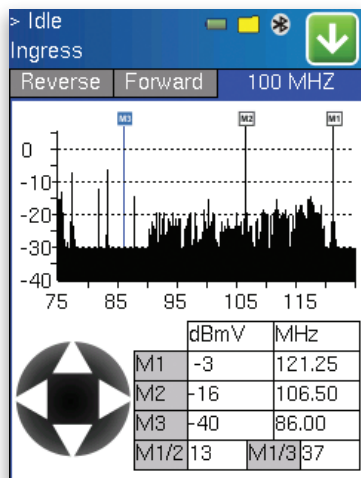 > Idle
Ingress
Reverse Forward 100 MHZ
M3 M2 M1
0
-10
-20
-30
-40
75 85 95 105 115
dBmV MHz
M1 -3 121.25
M2 -16 106.50
M3 -40 86.00
M1/2 13 M1/3 37